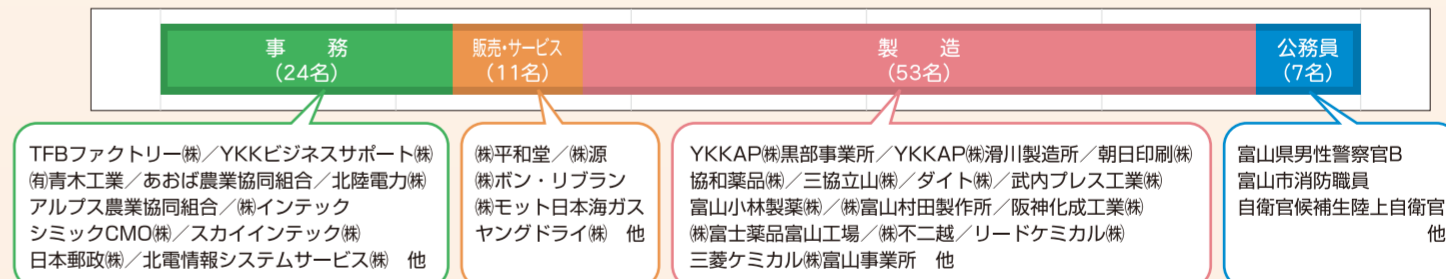 事務
(24名)
販売・サービス
(11名)
製造
(53名)
公務員
(7名)
TFBファクトリー㈱／YKKビジネスサポート㈱
㈲青木工業／あおば農業協同組合／北陸電力㈱
アルプス農業協同組合／㈱インテック
シミックCMO㈱／スカイインテック㈱
日本郵政㈱／北電情報システムサービス㈱　他
㈱平和堂／㈱源
㈱ボン・リブラン
㈱モット日本海ガス
ヤングドライ㈱　他
YKKAP㈱黒部事業所／YKKAP㈱滑川製造所／朝日印刷㈱
協和薬品㈱／三協立山㈱／ダイト㈱／武内プレス工業㈱
富山小林製薬㈱／㈱富山村田製作所／阪神化成工業㈱
㈱富士薬品富山工場／㈱不二越／リードケミカル㈱
三菱ケミカル㈱富山事業所　他
富山県男性警察官B
富山市消防職員
自衛官候補生陸上自衛官
他